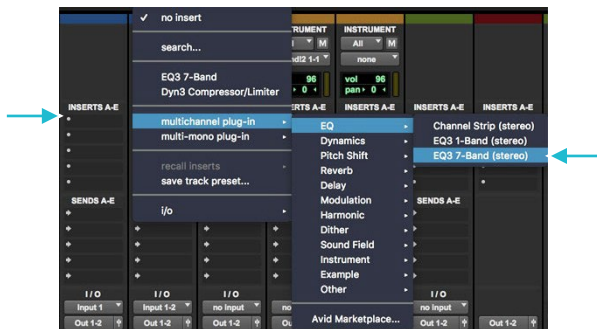 ✓ no insert
search...
EQ3 7-Band
Dyn3 Compressor/Limiter
multichannel plug-in
multi-mono plug-in
recall inserts
save track preset...
i/o
EQ
Dynamics
Pitch Shift
Reverb
Delay
Modulation
Harmonic
Dither
Sound Field
Instrument
Example
Other
Avid Marketplace...
Channel Strip (stereo)
EQ3 1-Band (stereo)
EQ3 7-Band (stereo)
INSTRUMENT
M
All M
none
96
vol 96
0
pan 0
INSERTS A-E
INSERTS A-E
INSERTS A-E
INSERTS A-E
SENDS A-E
SENDS A-E
I/O I/O I/O I/O
Input 1 Input 1-2 no input no input
Out 1-2 Out 1-2 Out 1-2 Out 1-2 Out 1-2